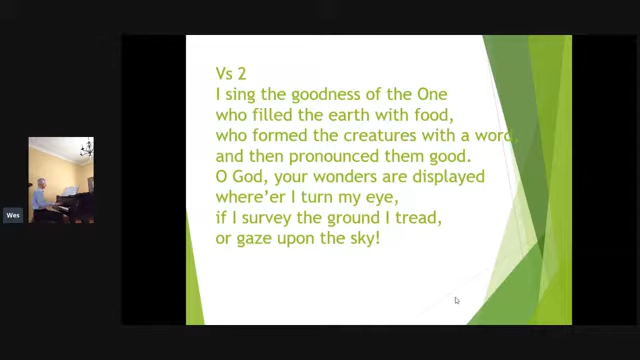 Vs 2
I sing the goodness of the One
who filled the earth with food,
who formed the creatures with a word,
and then pronounced them good.
O God, your wonders are displayed
where’er I turn my eye,
if I survey the ground I tread,
or gaze upon the sky!
Wes